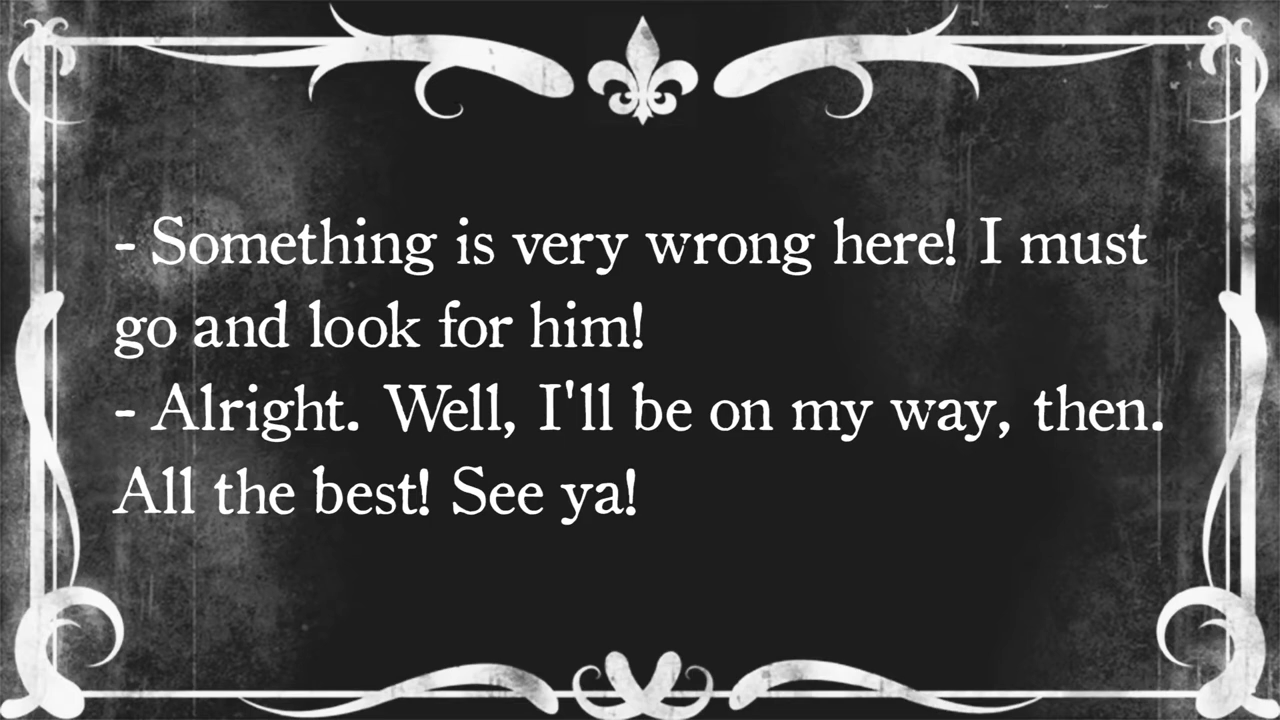 - Something is very wrong here! I must
go and look for him!
- Alright. Well, I'll be on my way, then.
All the best! See ya!